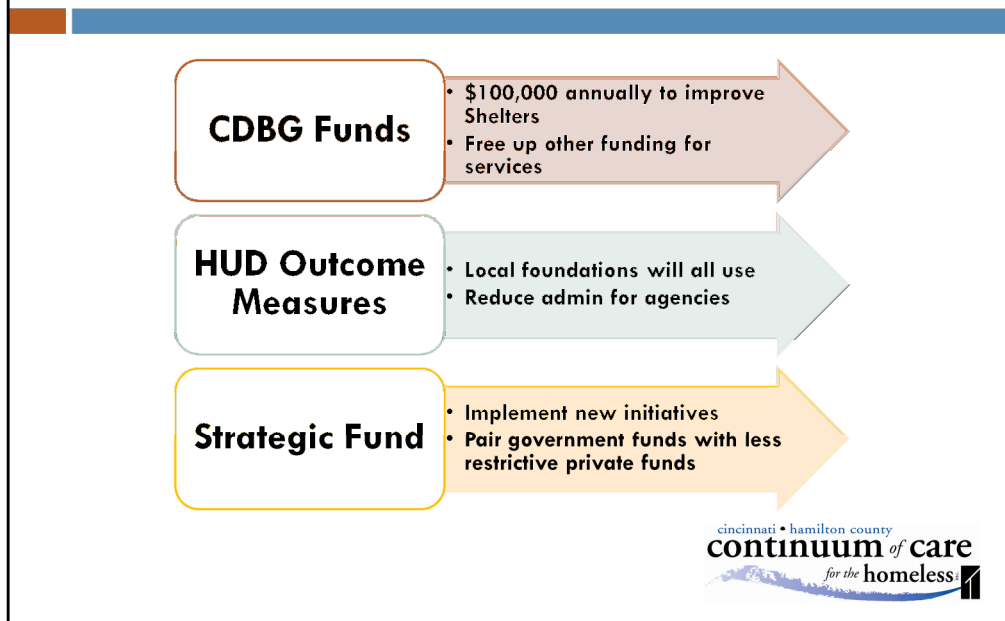 CDBG Funds
• $100,000 annually to improve
Shelters
• Free up other funding for
services
HUD Outcome
Measures
• Local foundations will all use
• Reduce admin for agencies
Strategic Fund
• Implement new initiatives
• Pair government funds with less
restrictive private funds
cincinnati • hamilton county
continuum of care
for the homeless